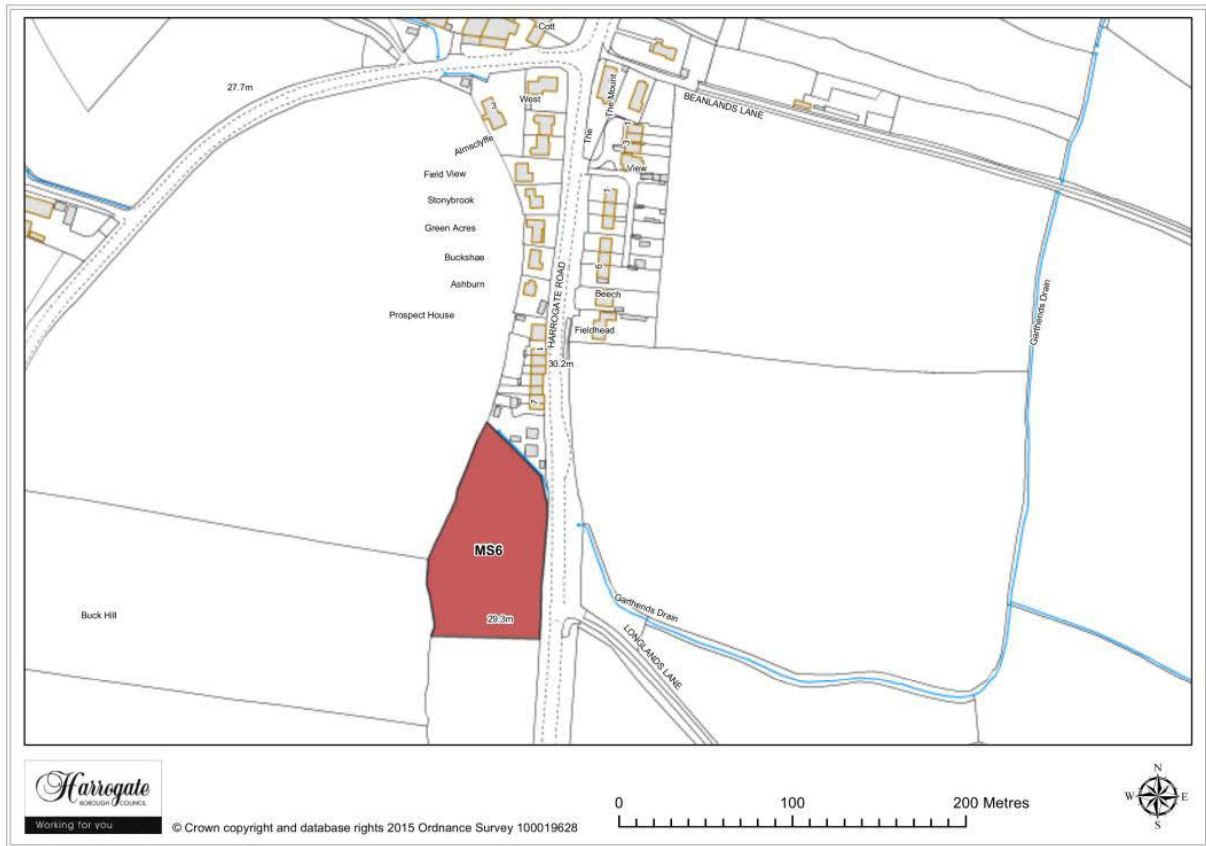 Cott
27.7m
West
3
The Mount
The
BEANLANDS LANE
1
3
Almsclyffe
View
Field View
Stonybrook
1
Green Acres
Buckshae
6
Ashburn
Beech
Prospect House
HARROGATE ROAD
Fieldhead
1
30.2m
7
Garthends Drain
MS6
Buck Hill
29.3m
Garthends Drain
LONGLANDS LANE
Harrogate
BOROUGH COUNCIL
Working for you
© Crown copyright and database rights 2015 Ordnance Survey 100019628
0 100 200 Metres
N
W E
S